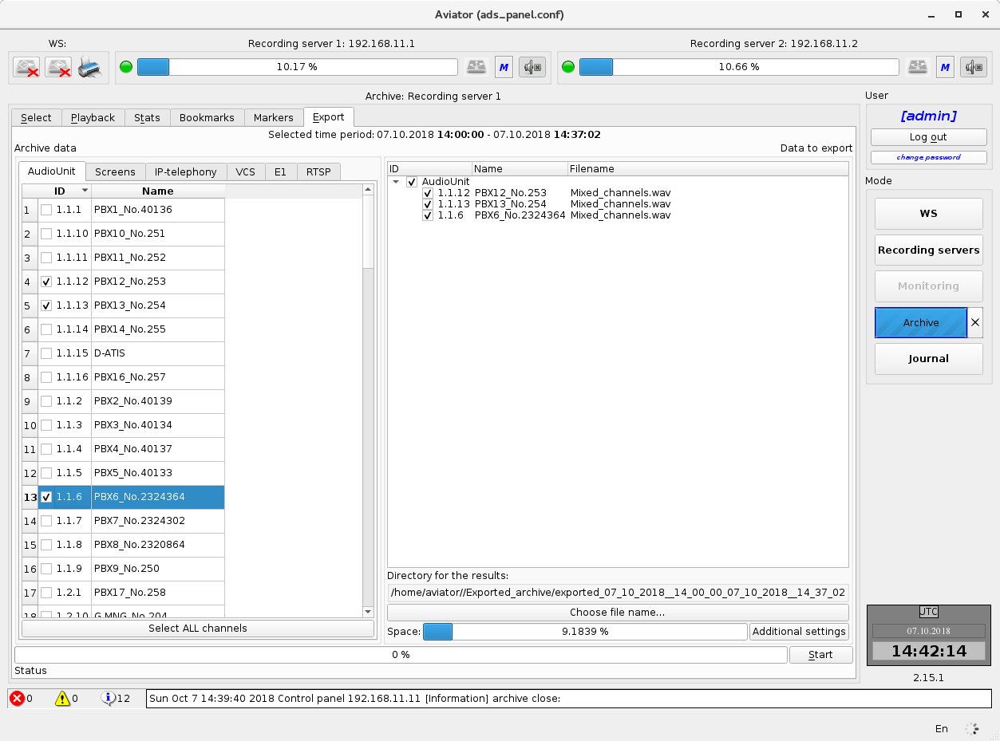 Aviator (ads_panel.conf)
WS:
Recording server 1: 192.168.11.1
Recording server 2: 192.168.11.2
10.17 %
M
10.66 %
M
Archive: Recording server 1
User
Select Playback Stats Bookmarks Markers Export
[admin]
Selected time period: 07.10.2018 14:00:00 - 07.10.2018 14:37:02
Log out
Archive data
Data to export
change password
AudioUnit Screens IP-telephony VCS E1 RTSP
ID Name Filename
Mode
ID Name
AudioUnit
1.1.12 PBX12_No.253 Mixed_channels.wav
1.1.13 PBX13_No.254 Mixed_channels.wav
1.1.6 PBX6_No.2324364 Mixed_channels.wav
1 1.1.1 PBX1_No.40136
2 1.1.10 PBX10_No.251
3 1.1.11 PBX11_No.252
4 1.1.12 PBX12_No.253
5 1.1.13 PBX13_No.254
6 1.1.14 PBX14_No.255
7 1.1.15 D-ATIS
8 1.1.16 PBX16_No.257
9 1.1.2 PBX2_No.40139
10 1.1.3 PBX3_No.40134
11 1.1.4 PBX4_No.40137
12 1.1.5 PBX5_No.40133
13 1.1.6 PBX6_No.2324364
14 1.1.7 PBX7_No.2324302
15 1.1.8 PBX8_No.2320864
16 1.1.9 PBX9_No.250
17 1.2.1 PBX17_No.258
18 1.2.10 G.MNG_No.204
Select ALL channels
WS
Recording servers
Monitoring
Archive
Journal
Directory for the results:
/home/aviator//Exported_archive/exported_07_10_2018__14_00_00_07_10_2018__14_37_02
Choose file name...
Space: 9.1839 % Additional settings
0 % Start
Status
UTC
07.10.2018
14:42:14
2.15.1
0 0 12 Sun Oct 7 14:39:40 2018 Control panel 192.168.11.11 [Information] archive close:
En